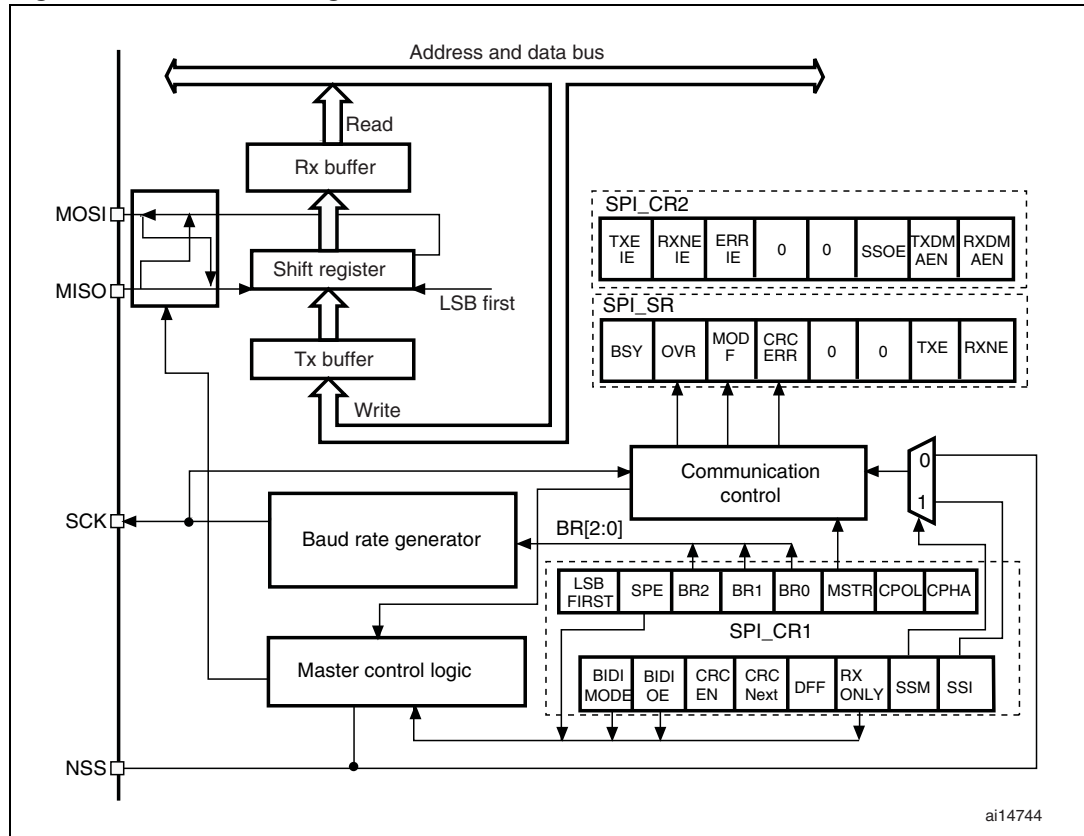 Address and data bus
Read
Rx buffer
MOSI
Shift register
MISO
LSB first
Tx buffer
Write
SPI_CR2
TXE
IE
RXNE
IE
ERR
IE
0
0
SSOE
TXDM
AEN
RXDM
AEN
SPI_SR
BSY
OVR
MOD
F
CRC
ERR
0
0
TXE
RXNE
Communication
control
0
1
SCK
Baud rate generator
BR[2:0]
LSB
FIRST
SPE
BR2
BR1
BR0
MSTR
CPOL
CPHA
SPI_CR1
Master control logic
BIDI
MODE
BIDI
OE
CRC
EN
CRC
Next
DFF
RX
ONLY
SSM
SSI
NSS
ai14744